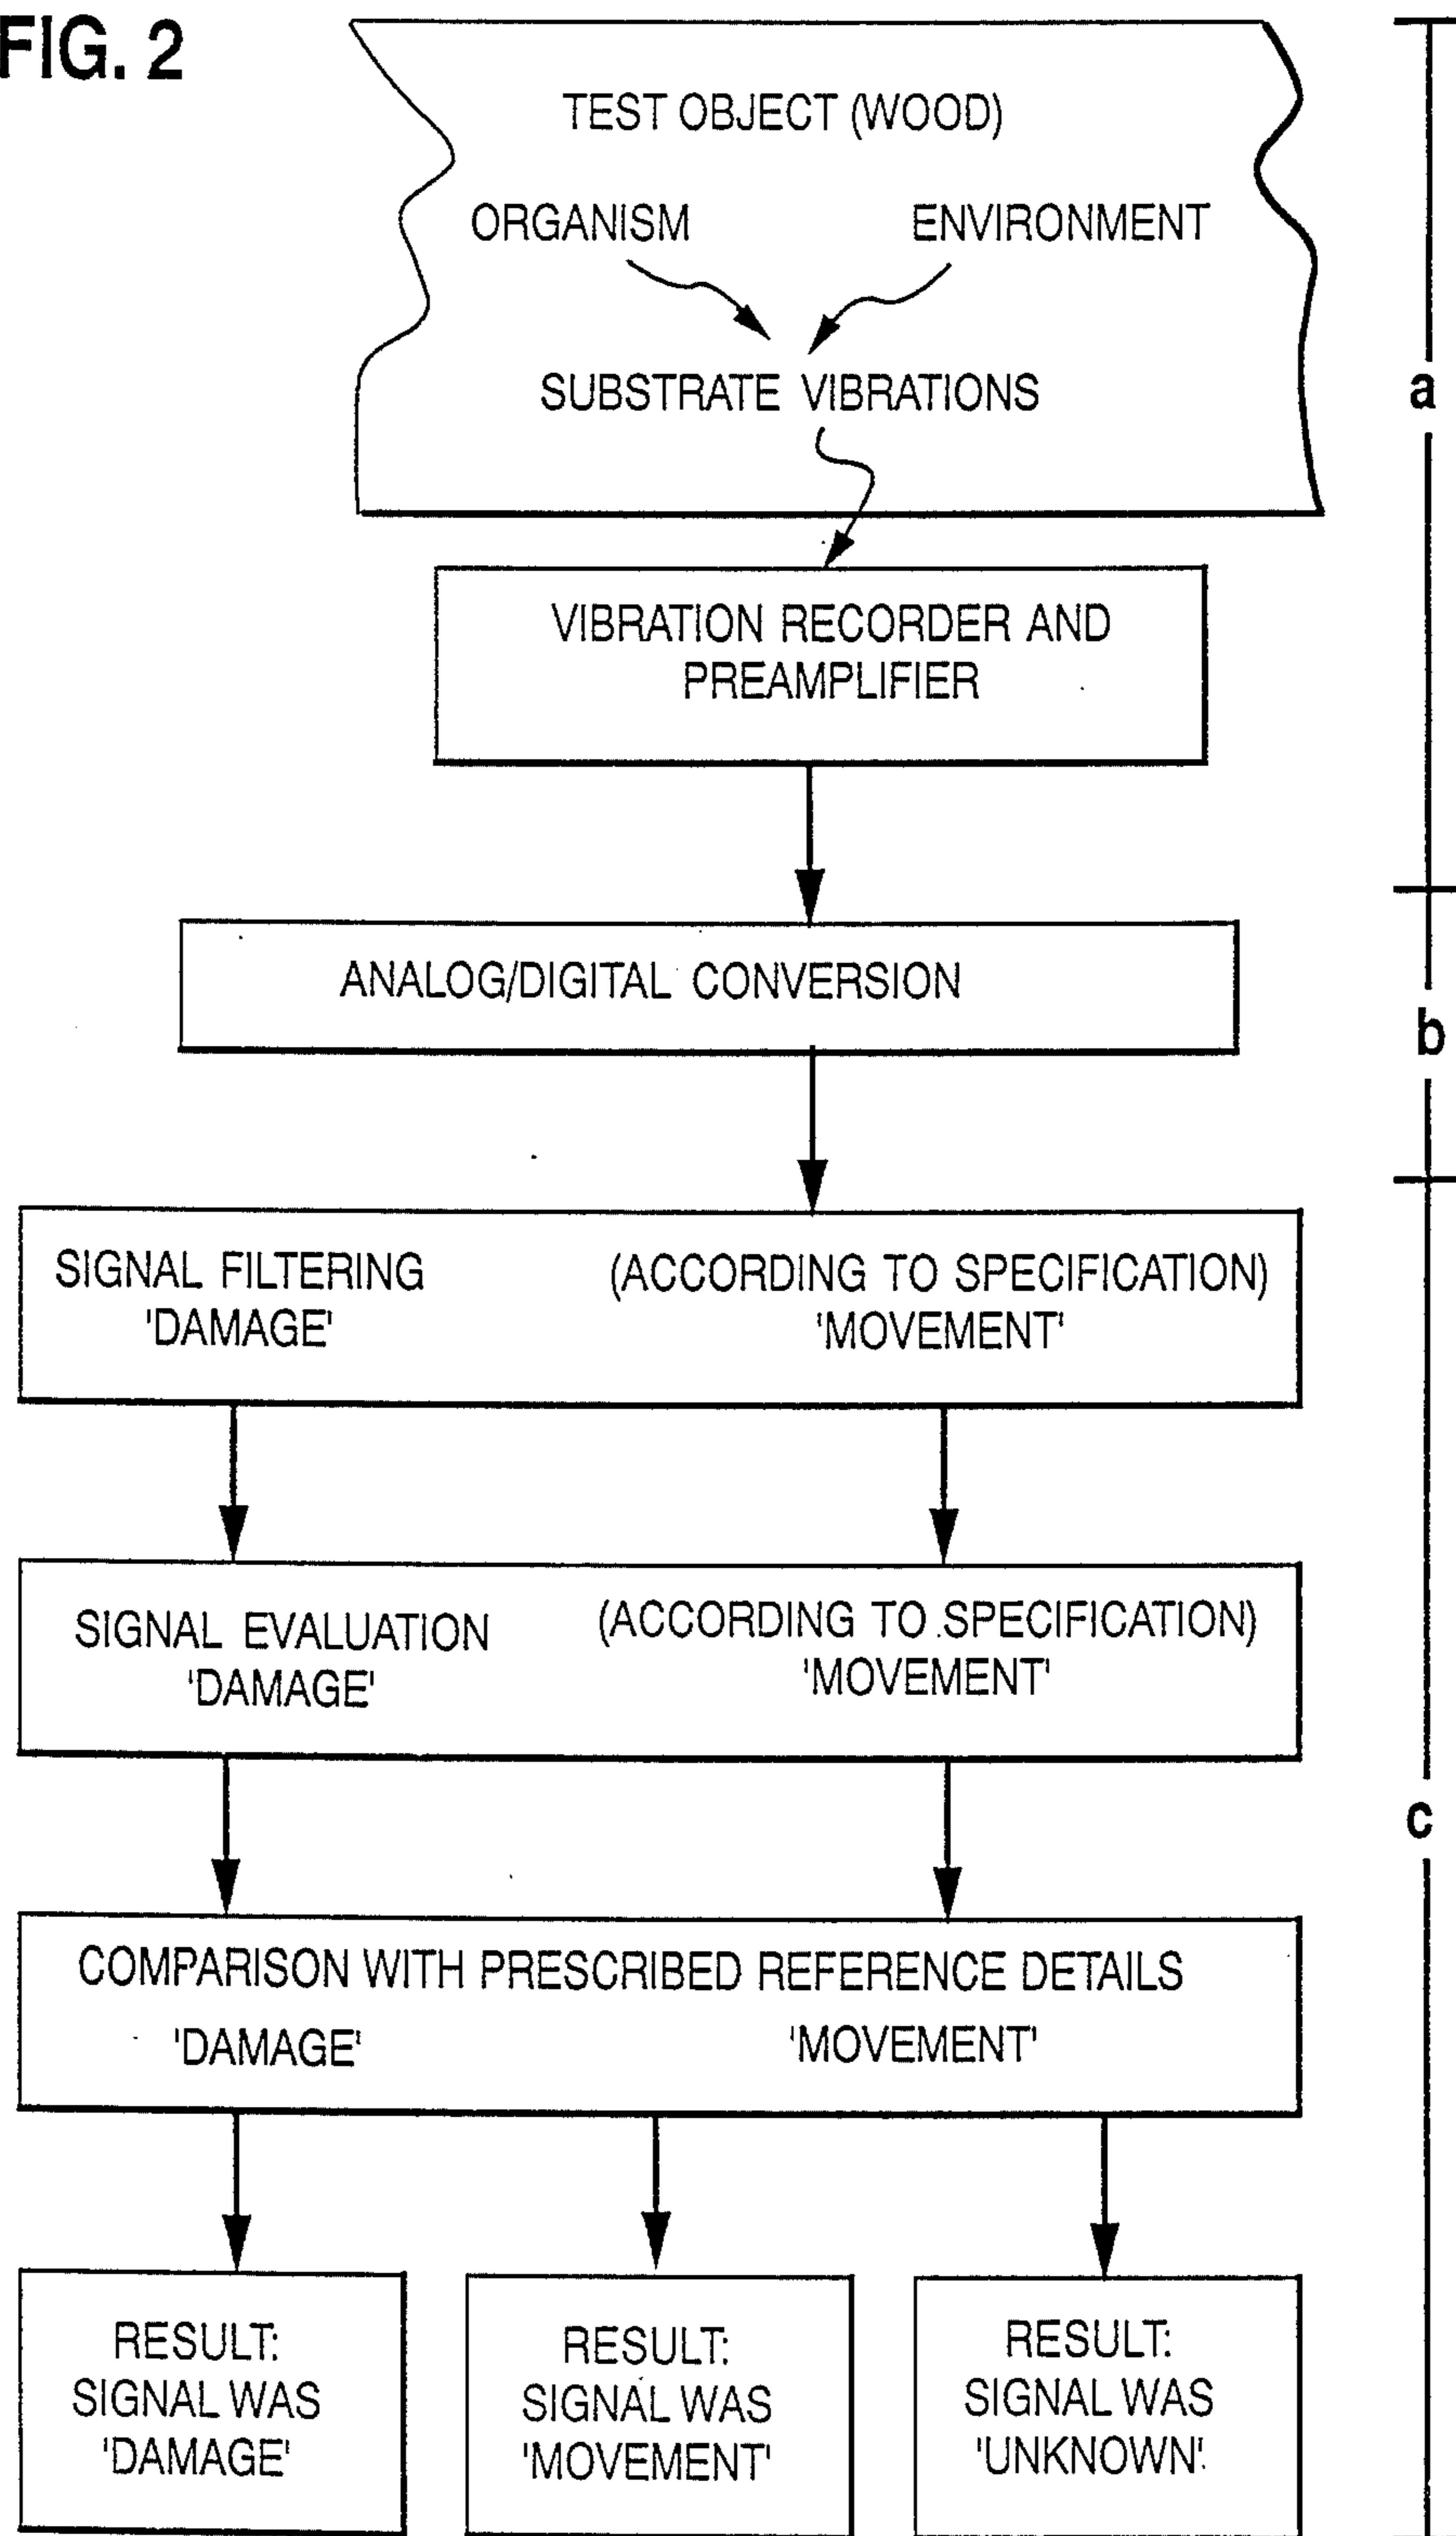 FIG. 2
TEST OBJECT (WOOD)
ORGANISM ENVIRONMENT
SUBSTRATE VIBRATIONS
a
VIBRATION RECORDER AND
PREAMPLIFIER
ANALOG/DIGITAL CONVERSION
b
SIGNAL FILTERING (ACCORDING TO SPECIFICATION)
'DAMAGE' 'MOVEMENT'
SIGNAL EVALUATION (ACCORDING TO SPECIFICATION)
'DAMAGE' 'MOVEMENT'
c
COMPARISON WITH PRESCRIBED REFERENCE DETAILS
'DAMAGE' 'MOVEMENT'
RESULT:
SIGNAL WAS
'DAMAGE'
RESULT:
SIGNAL WAS
'MOVEMENT'
RESULT:
SIGNAL WAS
'UNKNOWN'